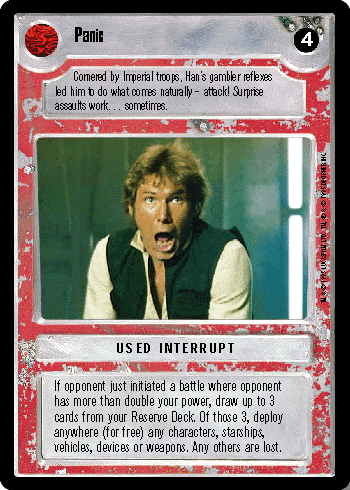 Panic
4
Cornered by Imperial troops, Han's gambler reflexes
led him to do what comes naturally – attack! Surprise
assaults work. . . sometimes.
USED INTERRUPT
If opponent just initiated a battle where opponent
has more than double your power, draw up to 3
cards from your Reserve Deck. Of those 3, deploy
anywhere (for free) any characters, starships,
vehicles, devices or weapons. Any others are lost.